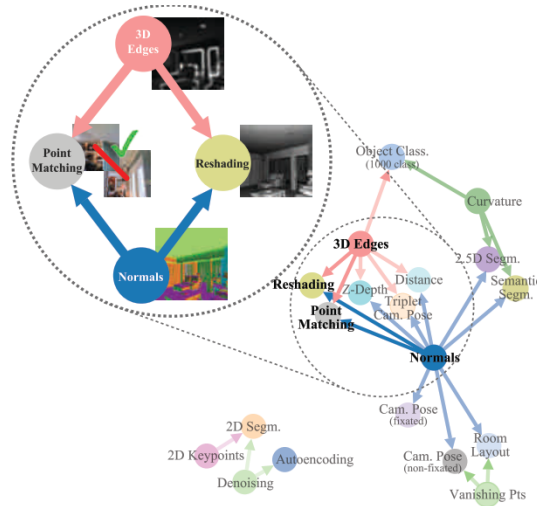 3D
Edges
Point
Matching
Reshading
Normals
Object Class.
(1000 class)
Curvature
3D Edges
2.5D Segm.
Distance
Reshading
Z-Depth
Semantic
Segm.
Triplet
Cam. Pose
Point
Matching
Normals
Cam. Pose
(fixated)
2D Segm.
Room
Layout
2D Keypoints
Autoencoding
Cam. Pose
(non-fixated)
Denoising
Vanishing Pts